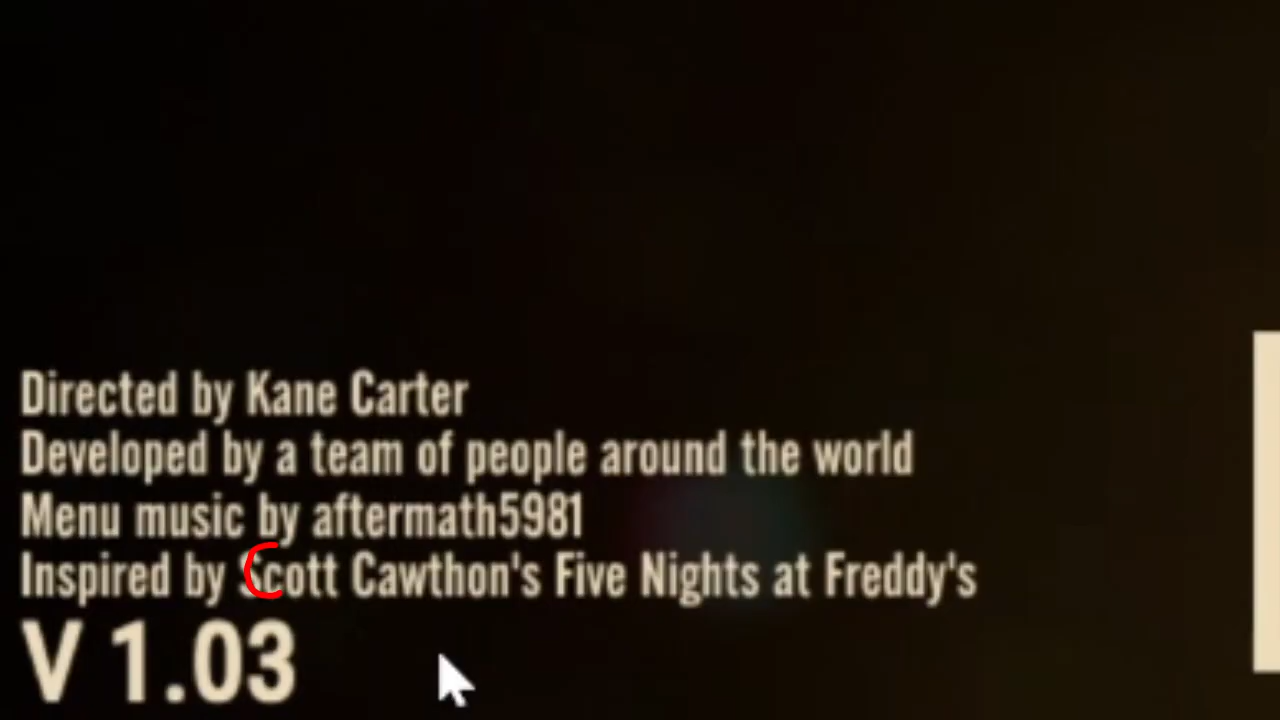 Directed by Kane Carter
Developed by a team of people around the world
Menu music by aftermath5981
Inspired by Scott Cawthon's Five Nights at Freddy's
V 1.03